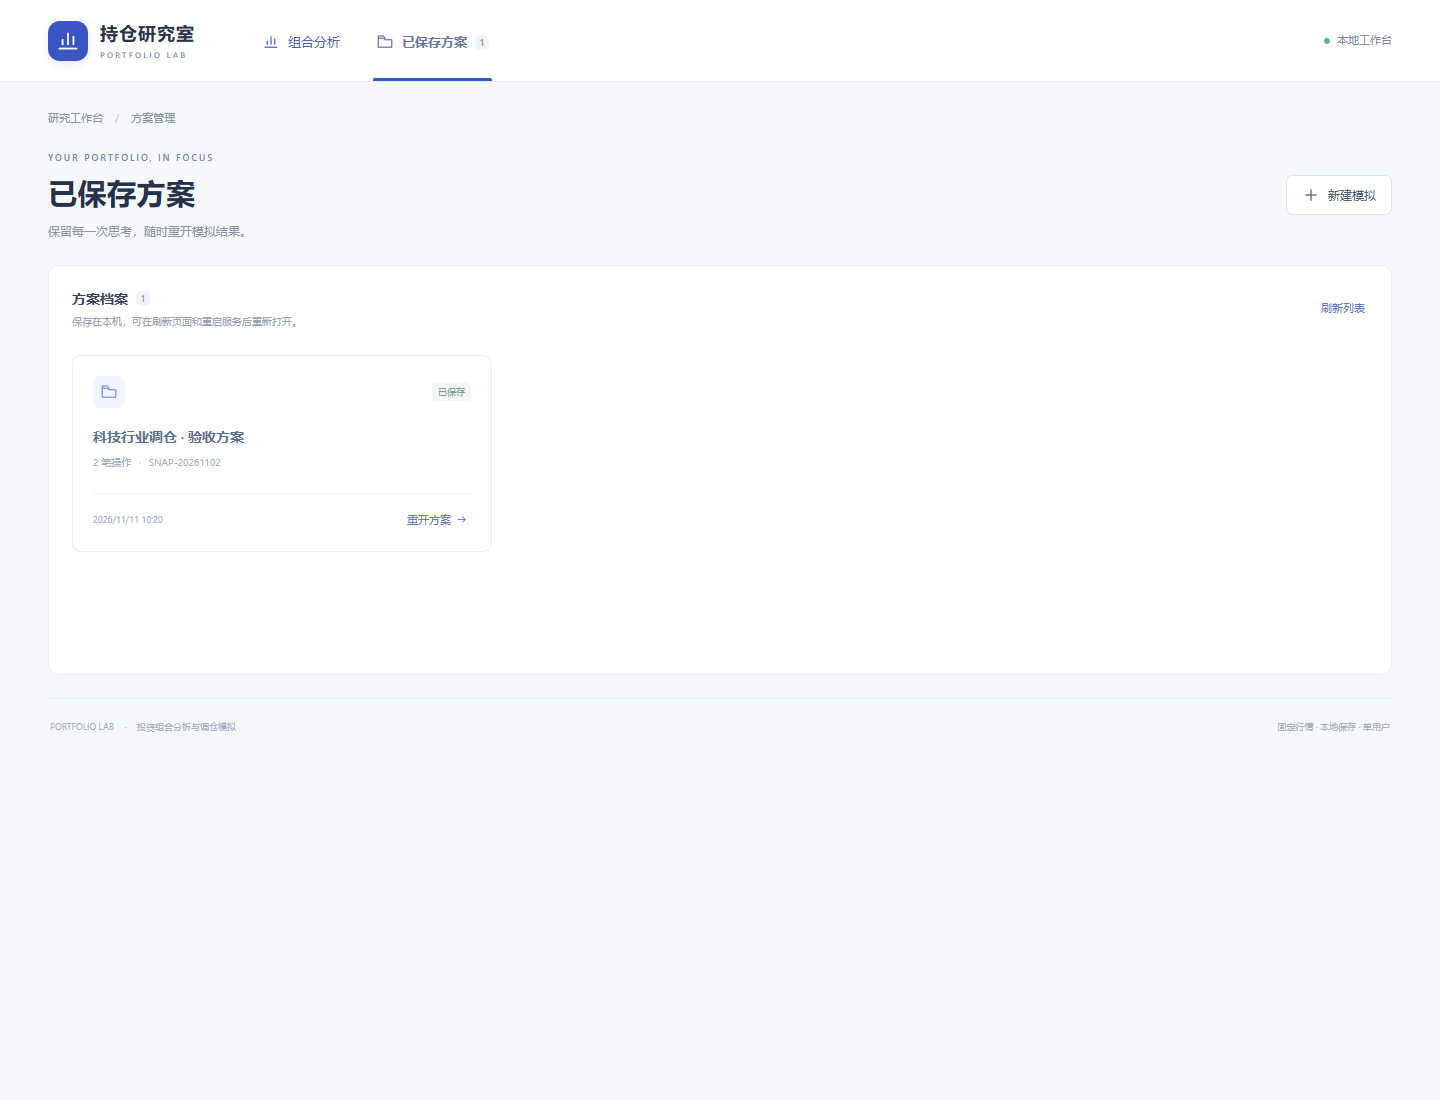 持仓研究室
PORTFOLIO LAB
组合分析
已保存方案 1
本地工作台
研究工作台 / 方案管理
YOUR PORTFOLIO, IN FOCUS
已保存方案
保留每一次思考，随时重开模拟结果。
新建模拟
方案档案 1
保存在本机，可在刷新页面和重启服务后重新打开。
刷新列表
已保存
科技行业调仓 · 验收方案
2 笔操作 · SNAP-20261102
2026/11/11 10:20
重开方案 →
PORTFOLIO LAB · 投资组合分析与调仓模拟
固定行情 · 本地保存 · 单用户